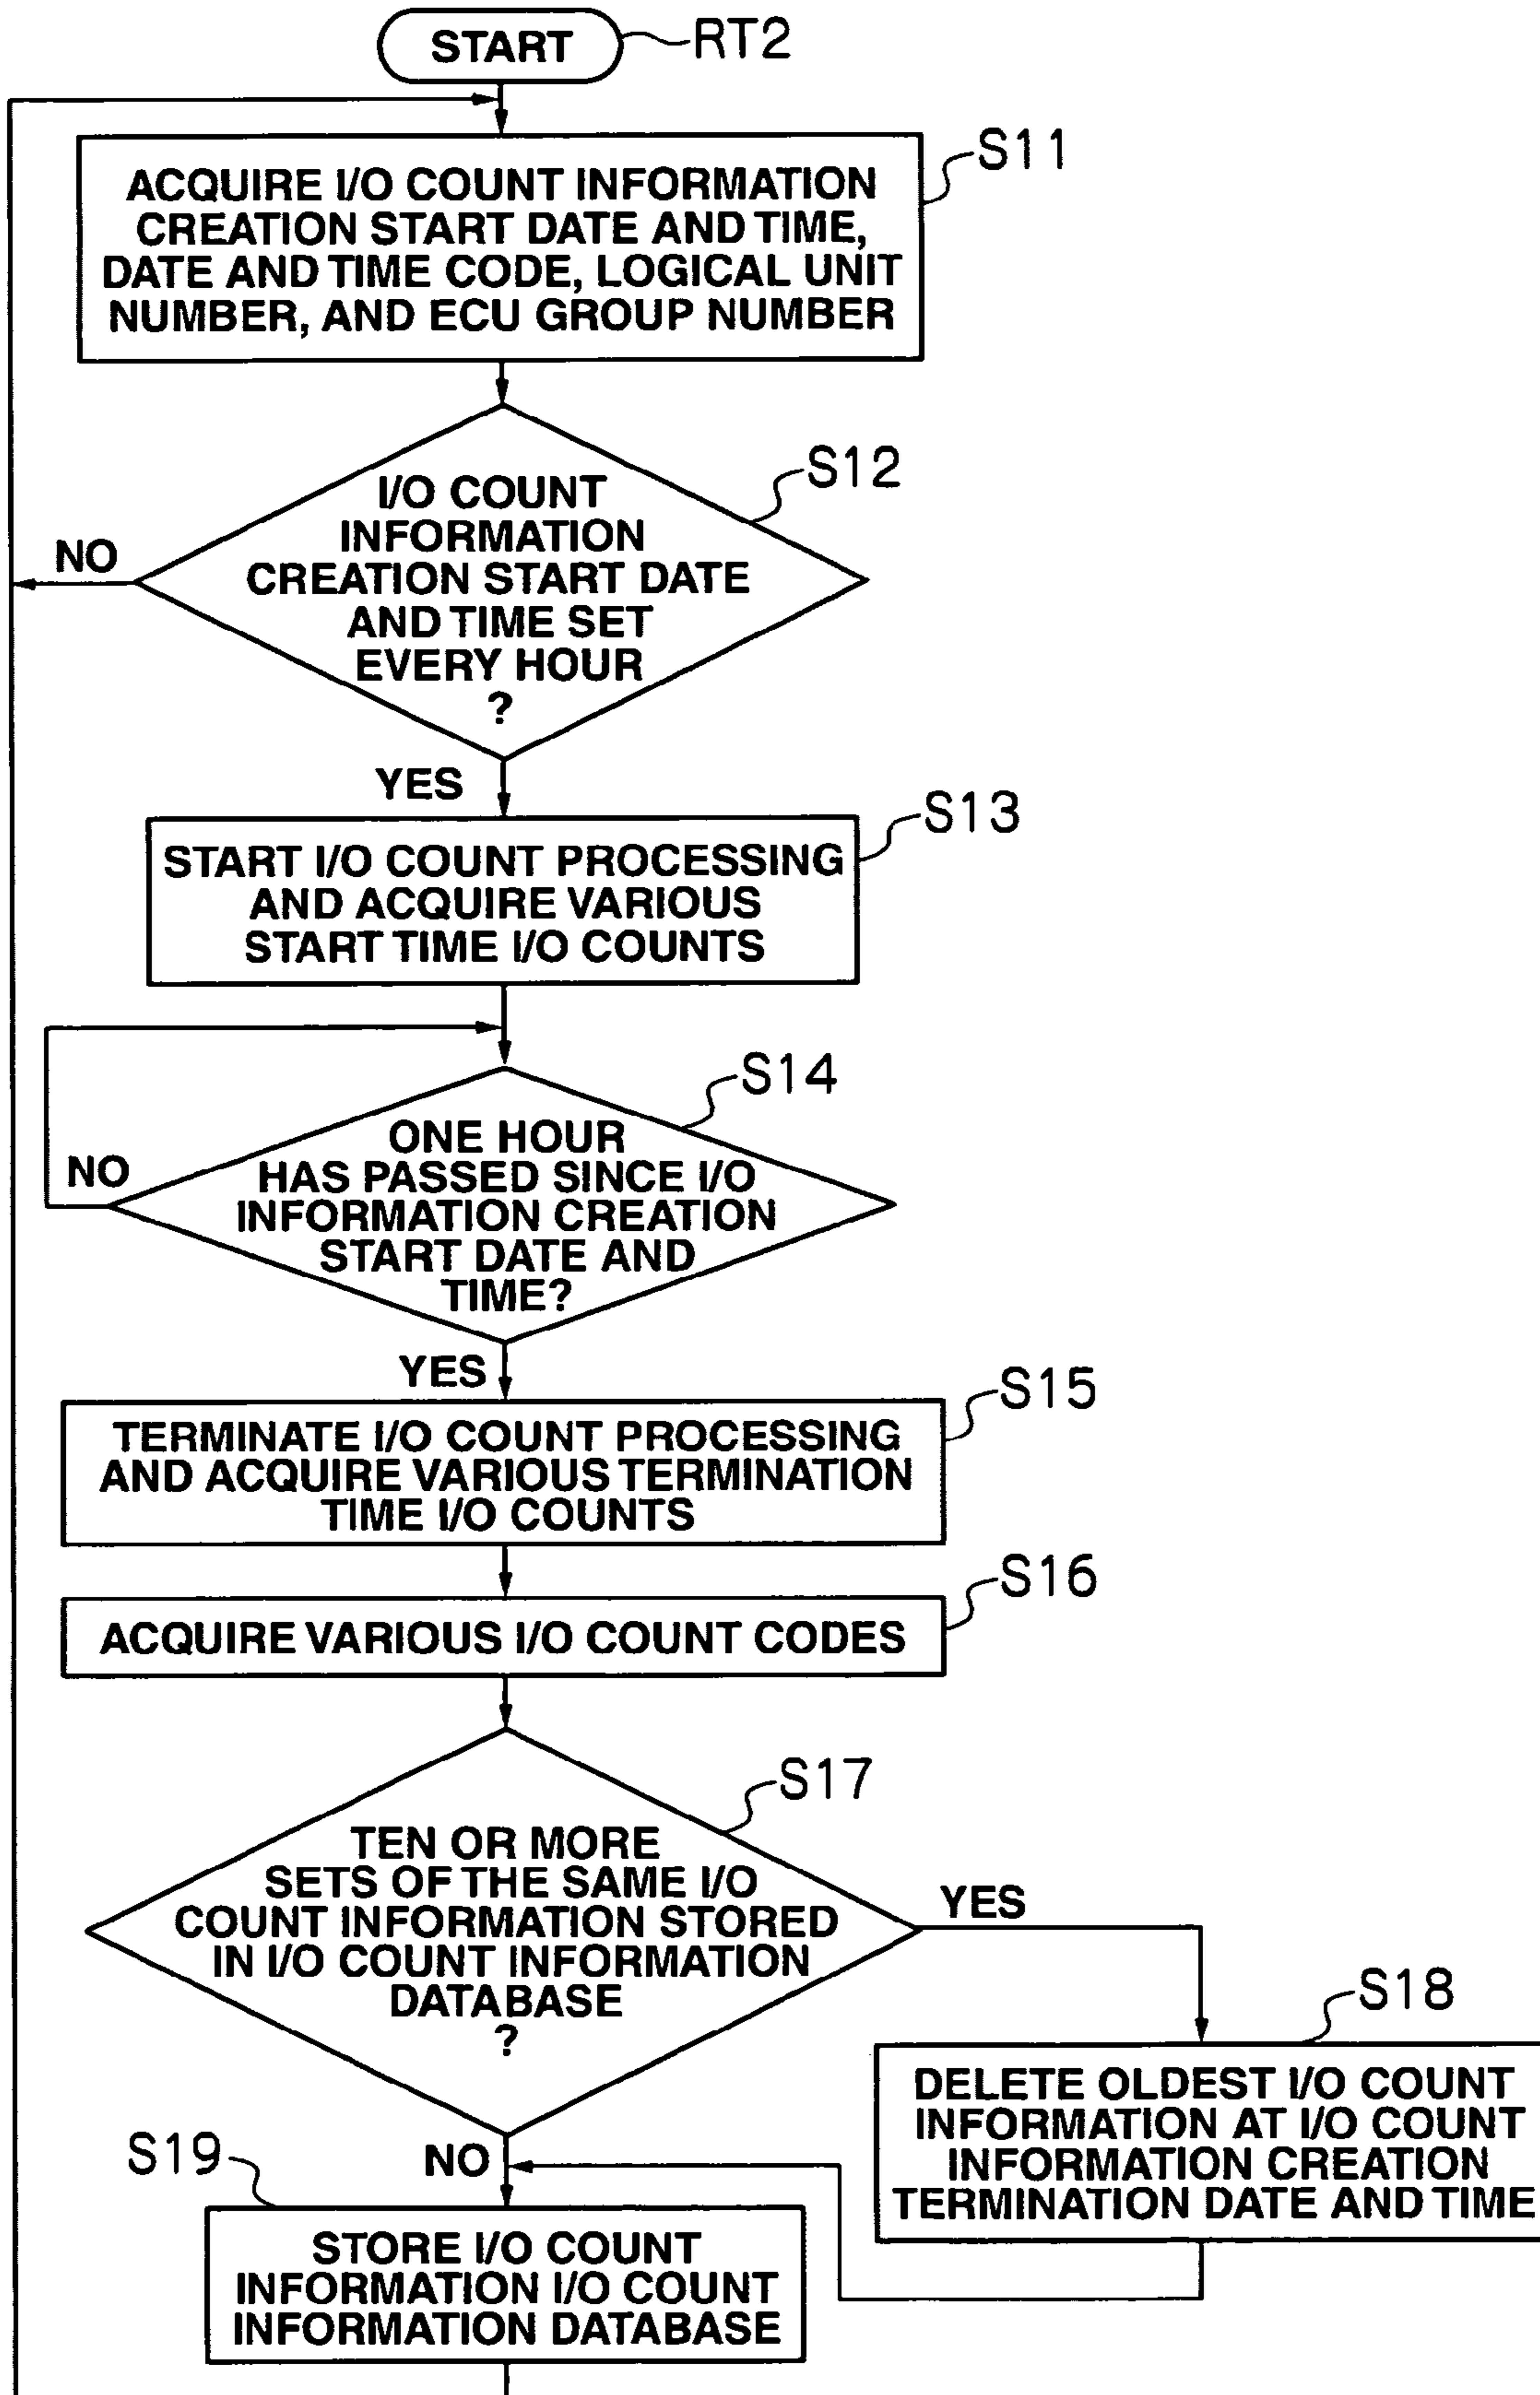 START
RT2
S11
ACQUIRE I/O COUNT INFORMATION
CREATION START DATE AND TIME,
DATE AND TIME CODE, LOGICAL UNIT
NUMBER, AND ECU GROUP NUMBER
S12
I/O COUNT
INFORMATION
CREATION START DATE
AND TIME SET
EVERY HOUR
?
NO
YES
S13
START I/O COUNT PROCESSING
AND ACQUIRE VARIOUS
START TIME I/O COUNTS
S14
ONE HOUR
HAS PASSED SINCE I/O
INFORMATION CREATION
START DATE AND
TIME?
NO
YES
S15
TERMINATE I/O COUNT PROCESSING
AND ACQUIRE VARIOUS TERMINATION
TIME I/O COUNTS
S16
ACQUIRE VARIOUS I/O COUNT CODES
S17
TEN OR MORE
SETS OF THE SAME I/O
COUNT INFORMATION STORED
IN I/O COUNT INFORMATION
DATABASE
?
YES
S18
DELETE OLDEST I/O COUNT
INFORMATION AT I/O COUNT
INFORMATION CREATION
TERMINATION DATE AND TIME
NO
S19
STORE I/O COUNT
INFORMATION I/O COUNT
INFORMATION DATABASE